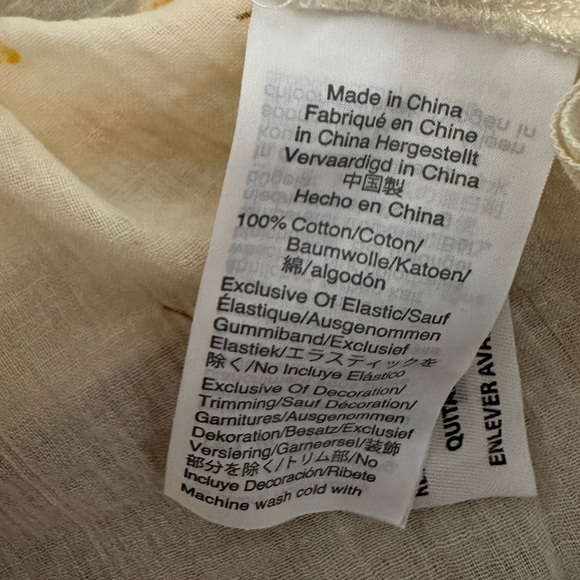 Made in China
Fabriqué en Chine
in China Hergestellt
Vervaardigd in China
中国製
Hecho en China
100% Cotton/Coton/
Baumwolle/Katoen/
綿/algodón
Exclusive Of Elastic/Sauf
Élastique/Ausgenommen
Gummiband/Exclusief
Elastiek/エラスティックを
除く/No Incluye Elástico
Exclusive Of Decoration/
Trimming/Sauf Décoration/
Garnitures/Ausgenommen
Dekoration/Besatz/Exclusief
Versiering/Garneersel/装飾
部分を除く/トリム部/No
Incluye Decoración/Ribete
Machine wash cold with
QUITA
ENLEVER AVA